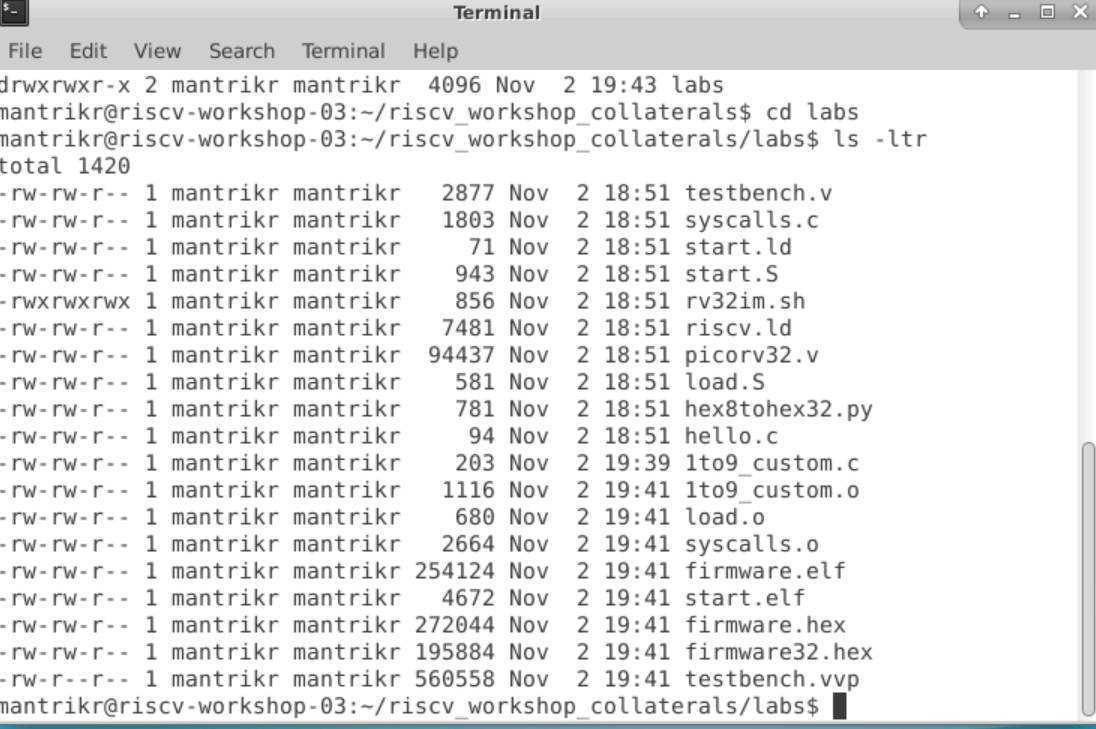 Terminal
File Edit View Search Terminal Help
drwxrwxr-x 2 mantrikr mantrikr 4096 Nov 2 19:43 labs
mantrikr@riscv-workshop-03:~/riscv_workshop_collaterals$ cd labs
mantrikr@riscv-workshop-03:~/riscv_workshop_collaterals/labs$ ls -ltr
total 1420
-rw-rw-r-- 1 mantrikr mantrikr 2877 Nov 2 18:51 testbench.v
-rw-rw-r-- 1 mantrikr mantrikr 1803 Nov 2 18:51 syscalls.c
-rw-rw-r-- 1 mantrikr mantrikr 71 Nov 2 18:51 start.ld
-rw-rw-r-- 1 mantrikr mantrikr 943 Nov 2 18:51 start.S
-rwxrwxrwx 1 mantrikr mantrikr 856 Nov 2 18:51 rv32im.sh
-rw-rw-r-- 1 mantrikr mantrikr 7481 Nov 2 18:51 riscv.ld
-rw-rw-r-- 1 mantrikr mantrikr 94437 Nov 2 18:51 picorv32.v
-rw-rw-r-- 1 mantrikr mantrikr 581 Nov 2 18:51 load.S
-rw-rw-r-- 1 mantrikr mantrikr 781 Nov 2 18:51 hex8tohex32.py
-rw-rw-r-- 1 mantrikr mantrikr 94 Nov 2 18:51 hello.c
-rw-rw-r-- 1 mantrikr mantrikr 203 Nov 2 19:39 1to9_custom.c
-rw-rw-r-- 1 mantrikr mantrikr 1116 Nov 2 19:41 1to9_custom.o
-rw-rw-r-- 1 mantrikr mantrikr 680 Nov 2 19:41 load.o
-rw-rw-r-- 1 mantrikr mantrikr 2664 Nov 2 19:41 syscalls.o
-rw-rw-r-- 1 mantrikr mantrikr 254124 Nov 2 19:41 firmware.elf
-rw-rw-r-- 1 mantrikr mantrikr 4672 Nov 2 19:41 start.elf
-rw-rw-r-- 1 mantrikr mantrikr 272044 Nov 2 19:41 firmware.hex
-rw-rw-r-- 1 mantrikr mantrikr 195884 Nov 2 19:41 firmware32.hex
-rw-r--r-- 1 mantrikr mantrikr 560558 Nov 2 19:41 testbench.vvp
mantrikr@riscv-workshop-03:~/riscv_workshop_collaterals/labs$